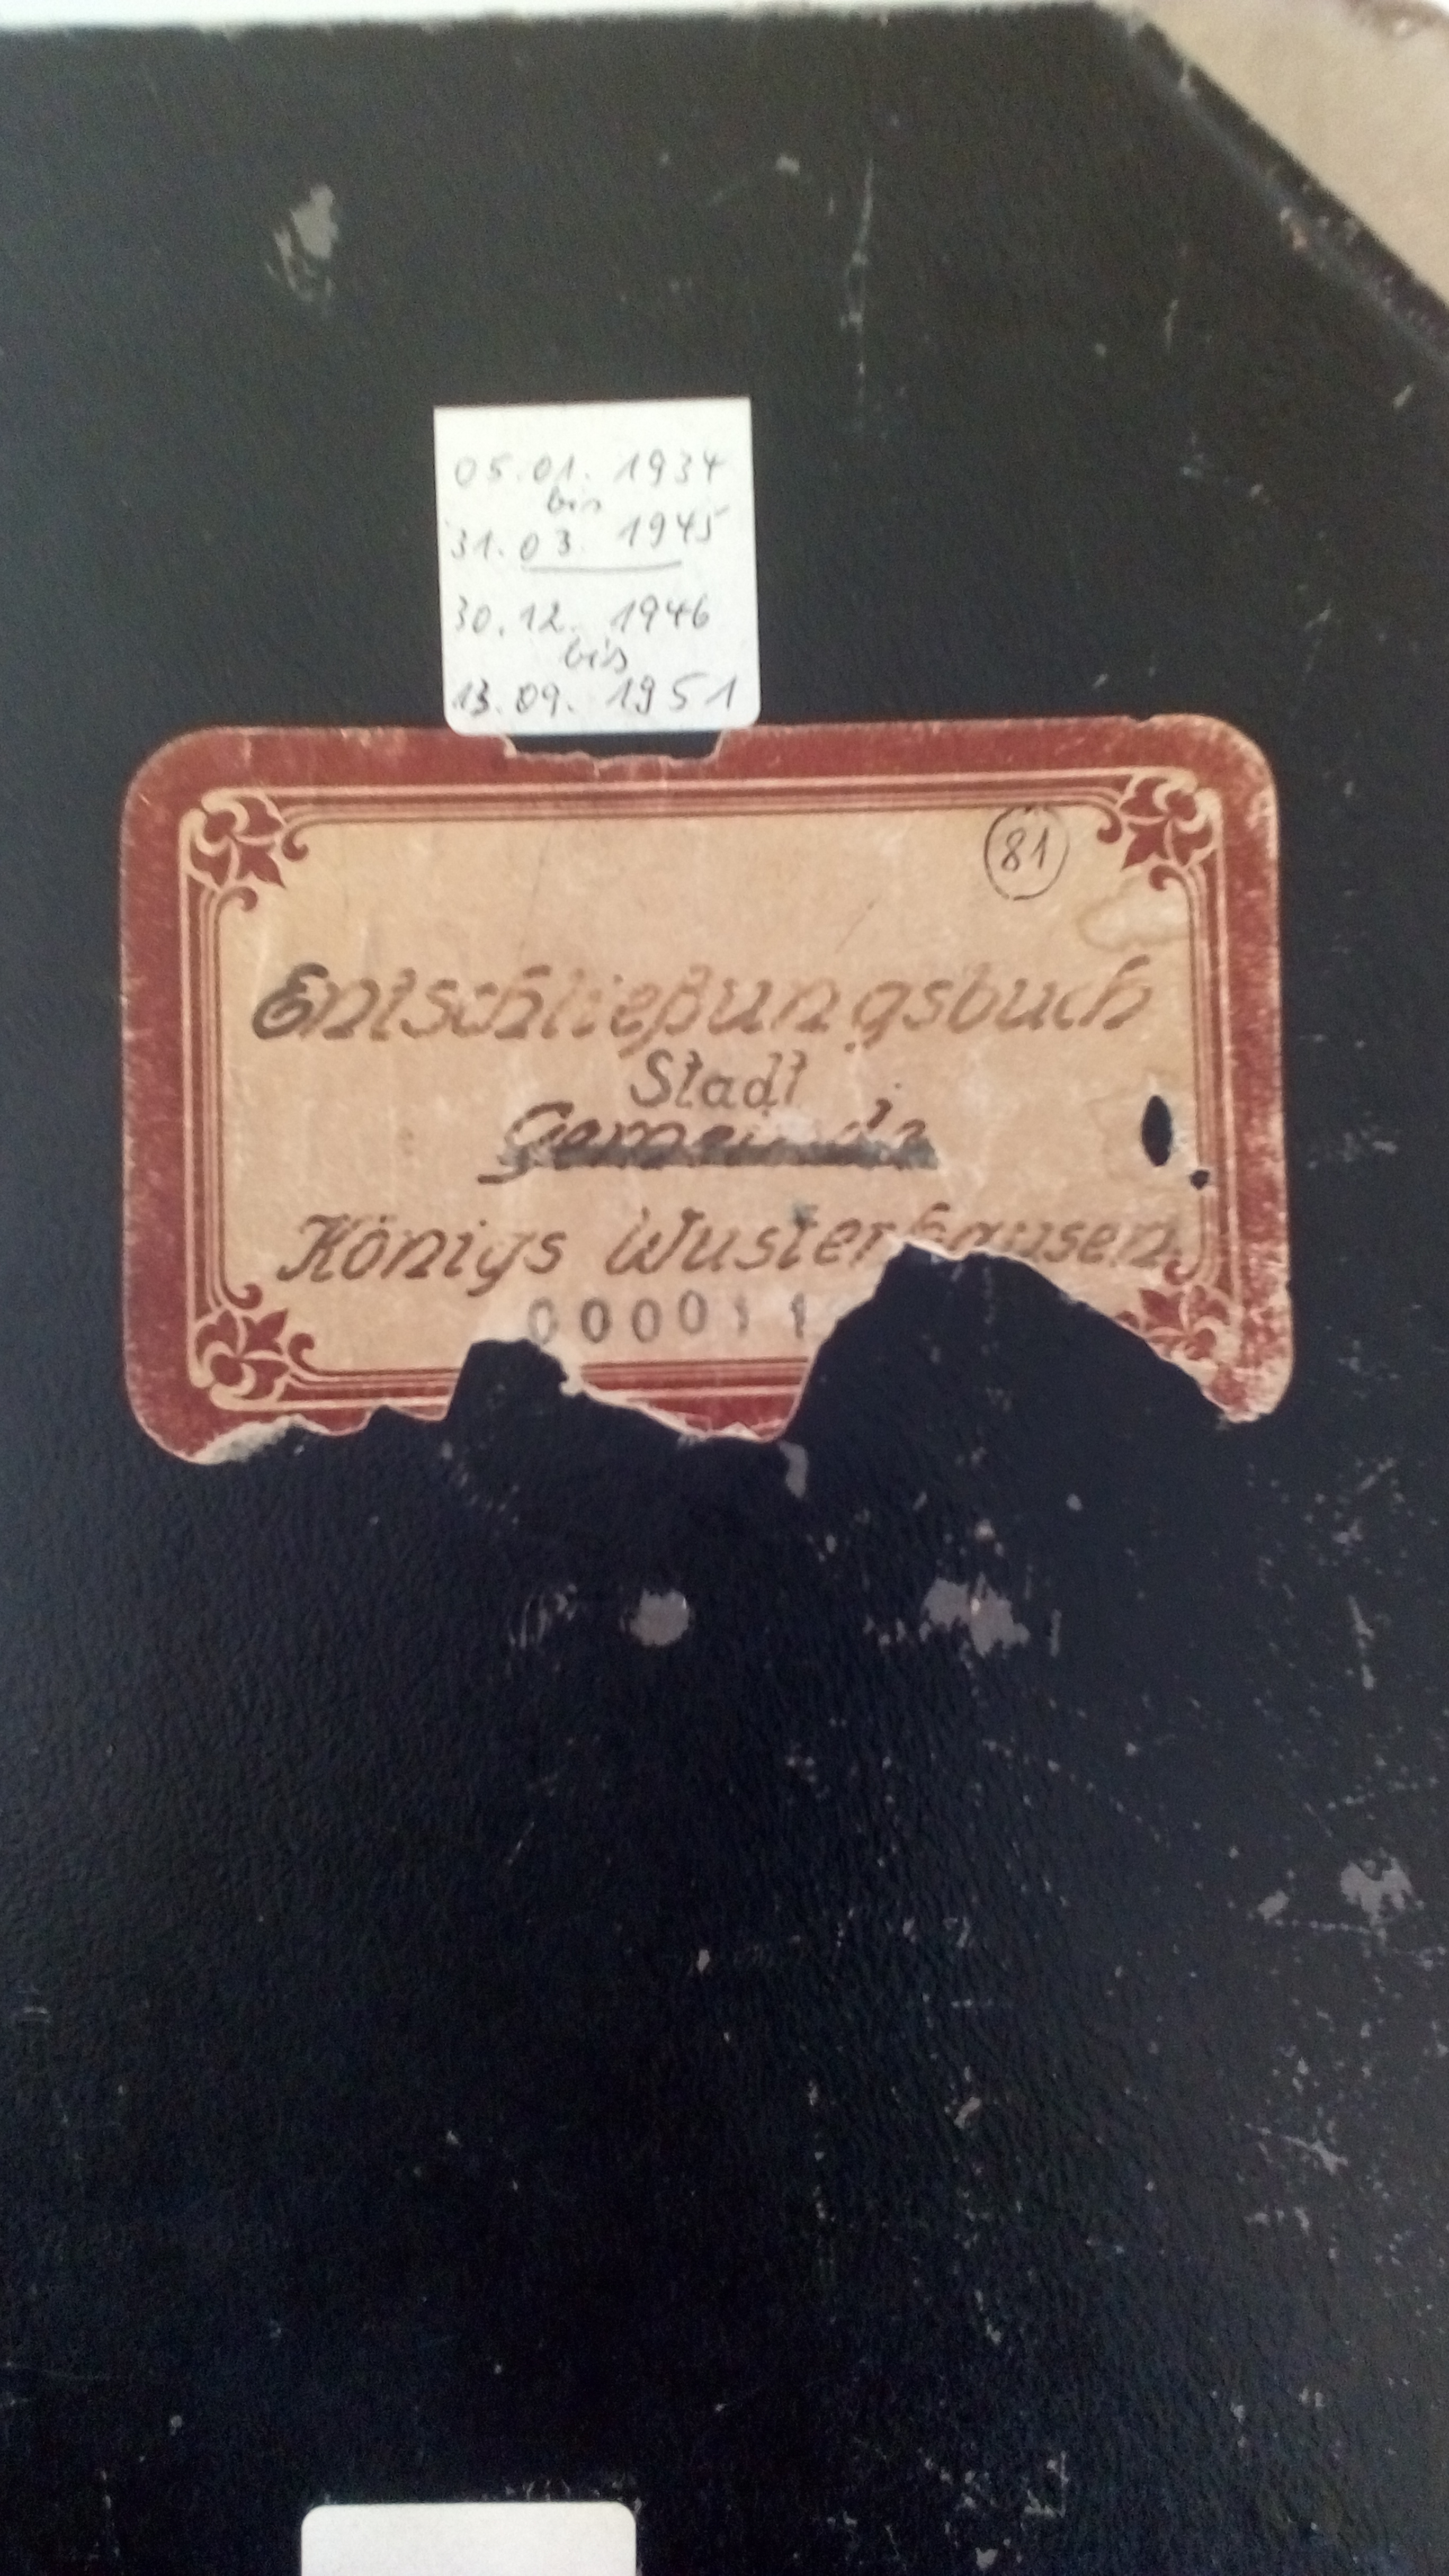 05.01. 1934
bis
31.03. 1945
30.12. 1946
bis
13.09. 1951
81
Entschließungsbuch
Stadt
Gemeinde
Königs Wusterhausen
000011